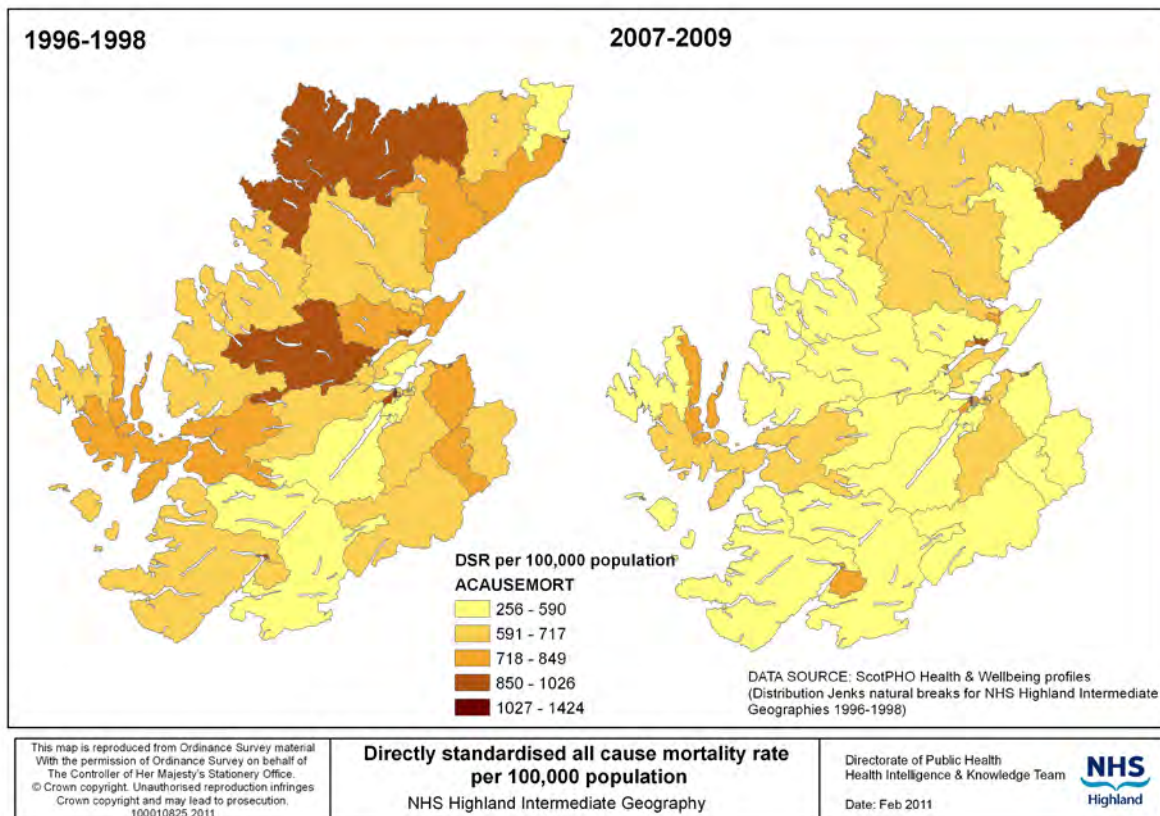 1996-1998
2007-2009
DSR per 100,000 population
ACAUSEMORT
256 - 590
591 - 717
718 - 849
850 - 1026
1027 - 1424
DATA SOURCE: ScotPHO Health & Wellbeing profiles
(Distribution Jenks natural breaks for NHS Highland Intermediate
Geographies 1996-1998)
This map is reproduced from Ordinance Survey material
With the permission of Ordinance Survey on behalf of
The Controller of Her Majesty's Stationery Office.
© Crown copyright. Unauthorised reproduction infringes
Crown copyright and may lead to prosecution.
100010825 2011
Directly standardised all cause mortality rate
per 100,000 population
NHS Highland Intermediate Geography
Directorate of Public Health
Health Intelligence & Knowledge Team
Date: Feb 2011
NHS
Highland